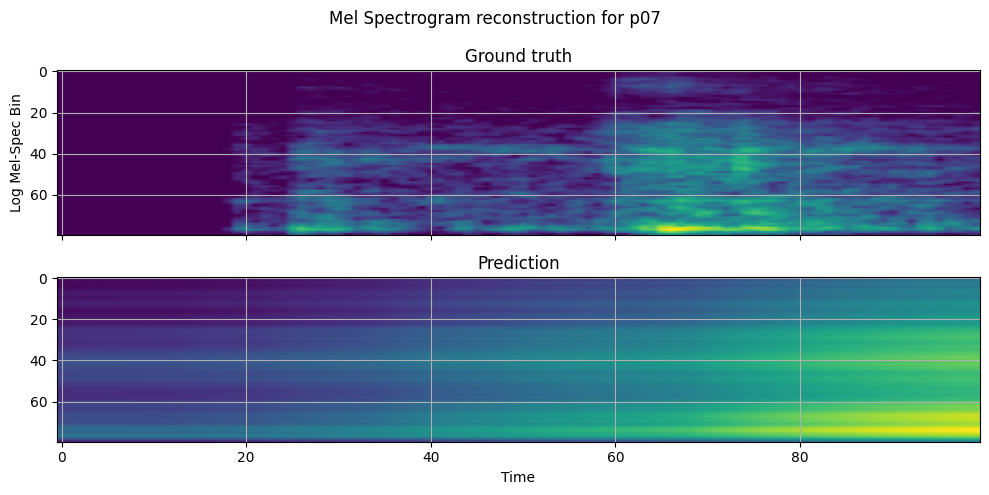 Mel Spectrogram reconstruction for p07
Ground truth
0
20
40
60
Log Mel-Spec Bin
Prediction
0
20
40
60
0 20 40 60 80
Time